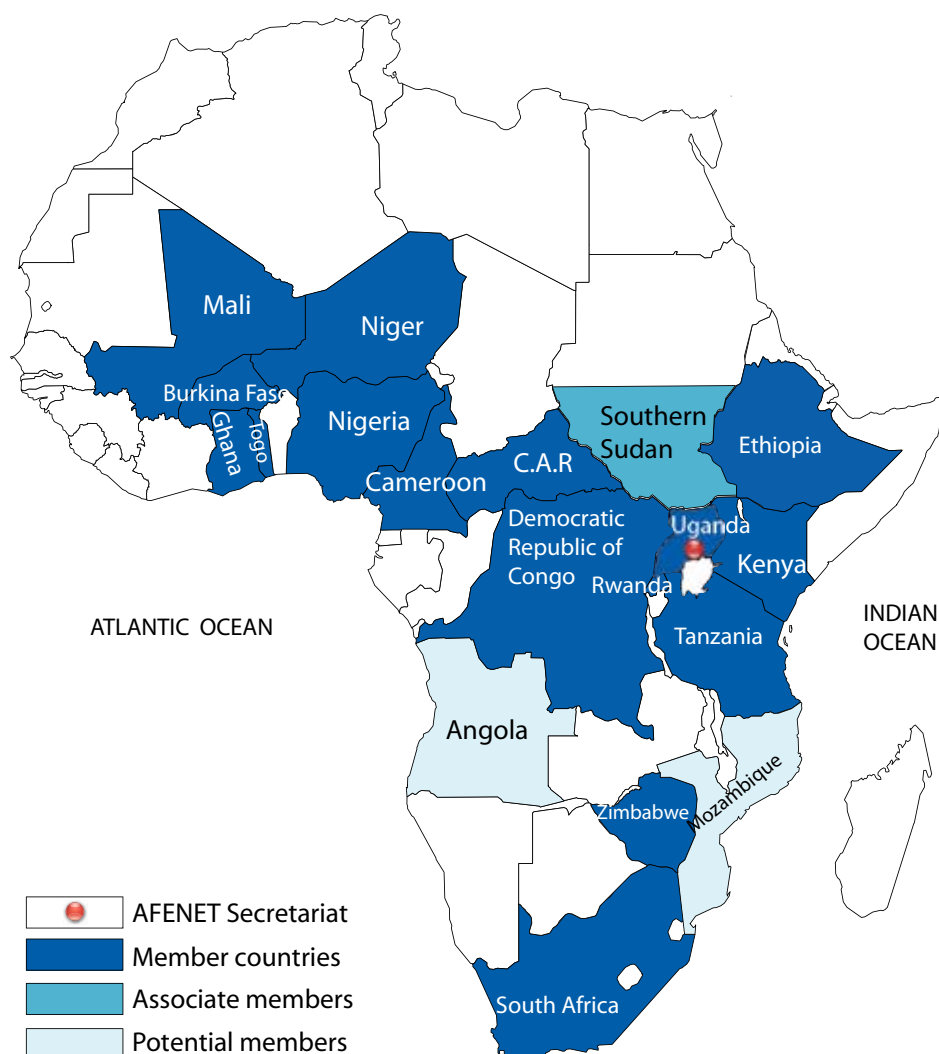 Mali
Niger
Burkina Faso
Ghana
Togo
Nigeria
Southern
Sudan
Ethiopia
C.A.R
Cameroon
Democratic
Republic of
Congo
Uganda
Kenya
Rwanda
ATLANTIC OCEAN
Tanzania
INDIAN
OCEAN
Angola
Mozambique
Zimbabwe
South Africa
AFENET Secretariat
Member countries
Associate members
Potential members